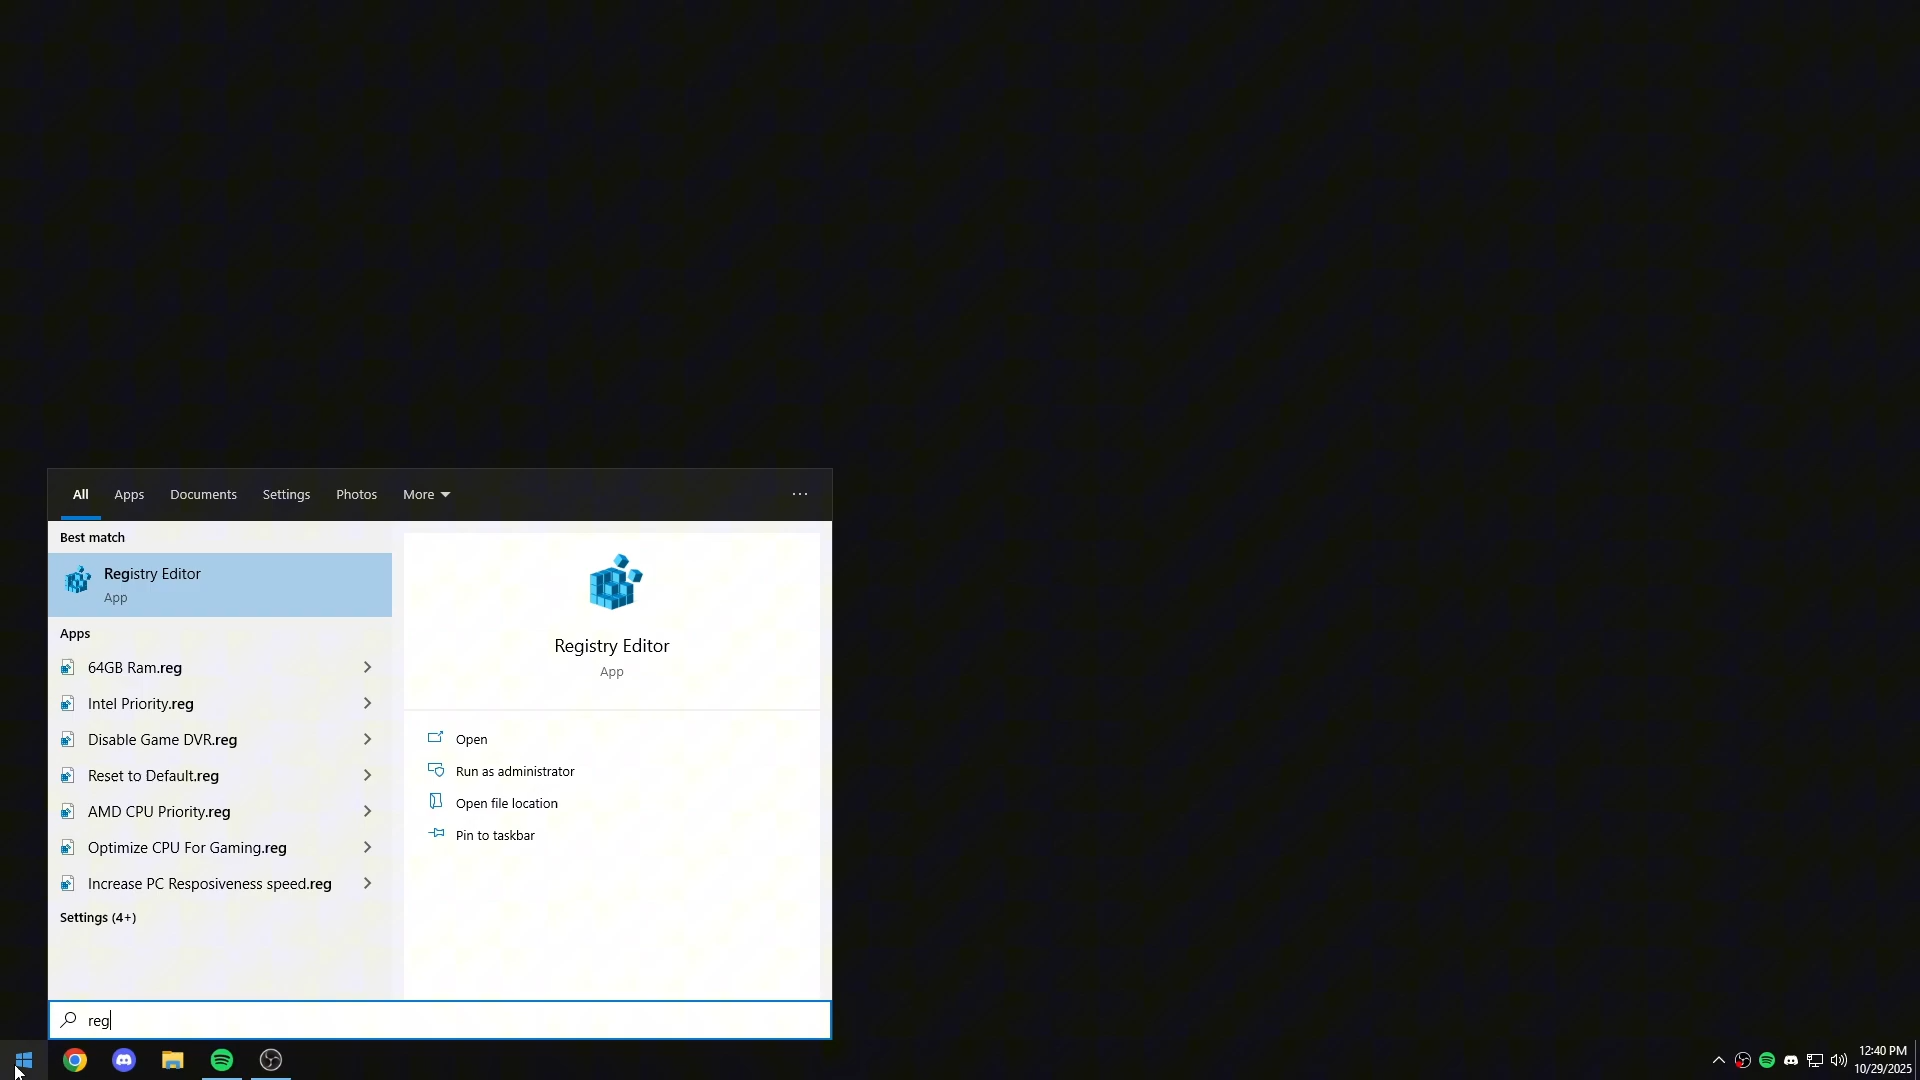 All Apps Documents Settings Photos More ...
Best match
Registry Editor
App
Apps
64GB Ram.reg
Intel Priority.reg
Disable Game DVR.reg
Reset to Default.reg
AMD CPU Priority.reg
Optimize CPU For Gaming.reg
Increase PC Resposiveness speed.reg
Settings (4+)
Registry Editor
App
Open
Run as administrator
Open file location
Pin to taskbar
reg
12:40 PM
10/29/2025